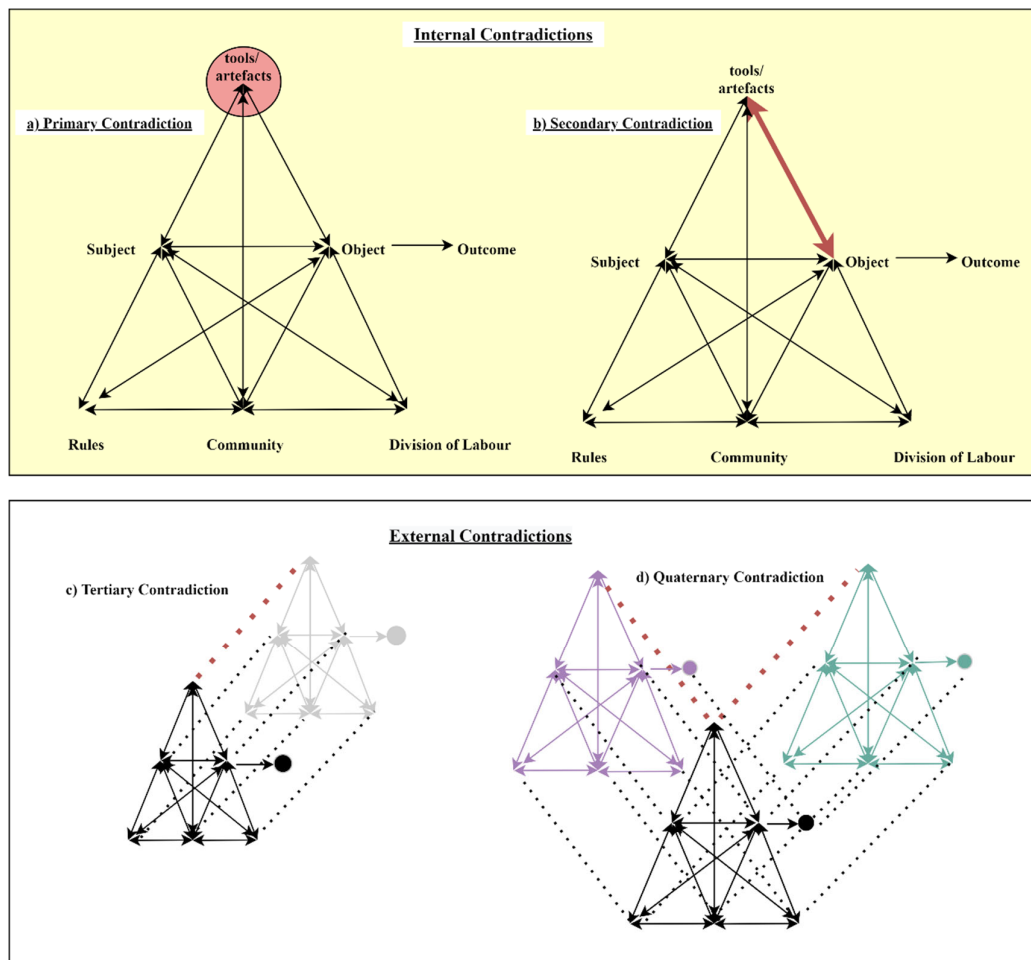 Internal Contradictions
tools/
artefacts
a) Primary Contradiction
Subject
Object
Outcome
Rules
Community
Division of Labour
tools/
artefacts
b) Secondary Contradiction
Subject
Object
Outcome
Rules
Community
Division of Labour
External Contradictions
c) Tertiary Contradiction
d) Quaternary Contradiction